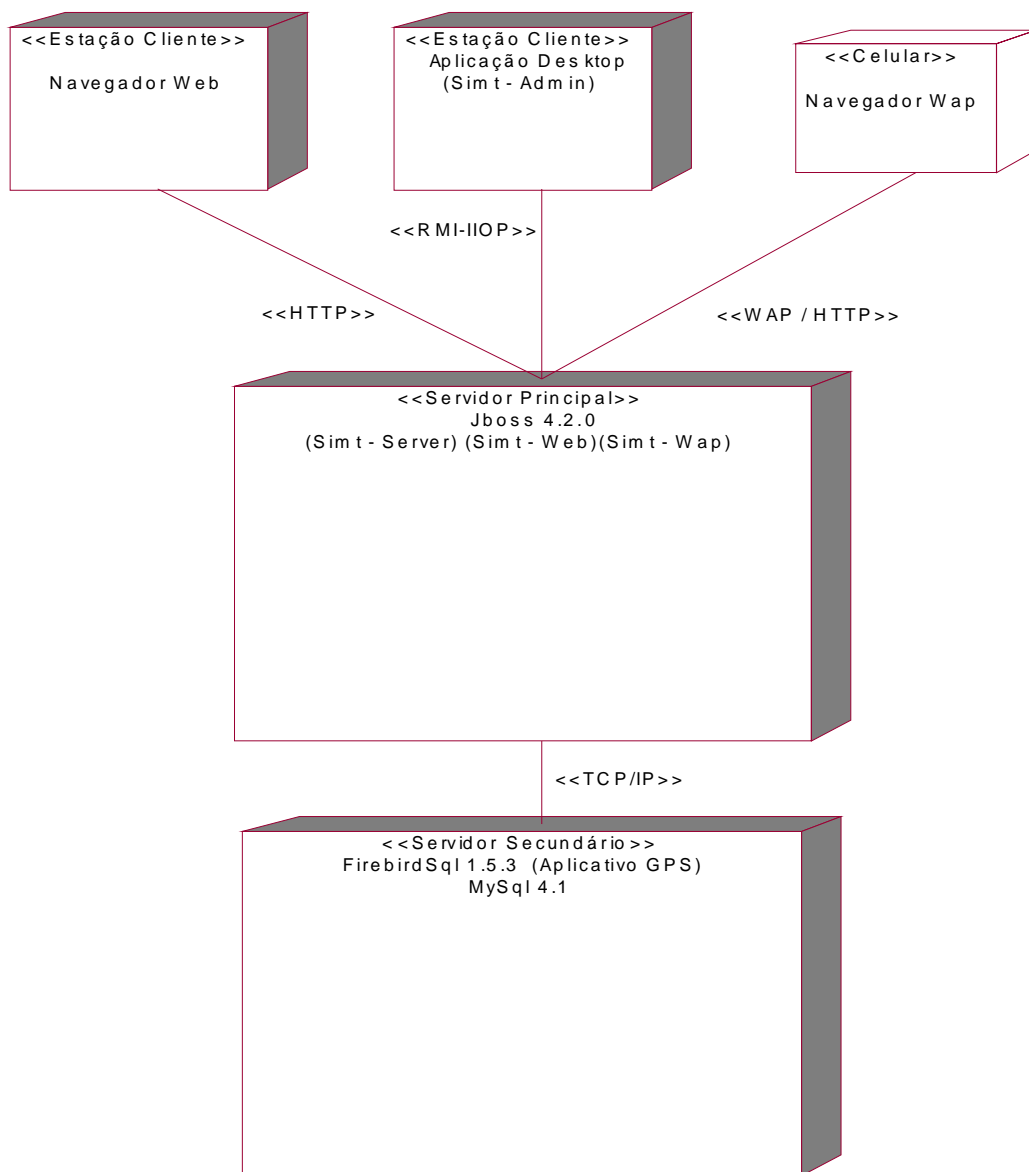 <<Estação Cliente>>
Navegador Web
<<Estação Cliente>>
Aplicação Desktop
(Simt - Admin)
<<Celular>>
Navegador Wap
<<RMI-IIOP>>
<<HTTP>>
<<WAP / HTTP>>
<<Servidor Principal>>
Jboss 4.2.0
(Simt - Server) (Simt - Web)(Simt - Wap)
<<TCP/IP>>
<<Servidor Secundário>>
FirebirdSql 1.5.3 (Aplicativo GPS)
MySql 4.1